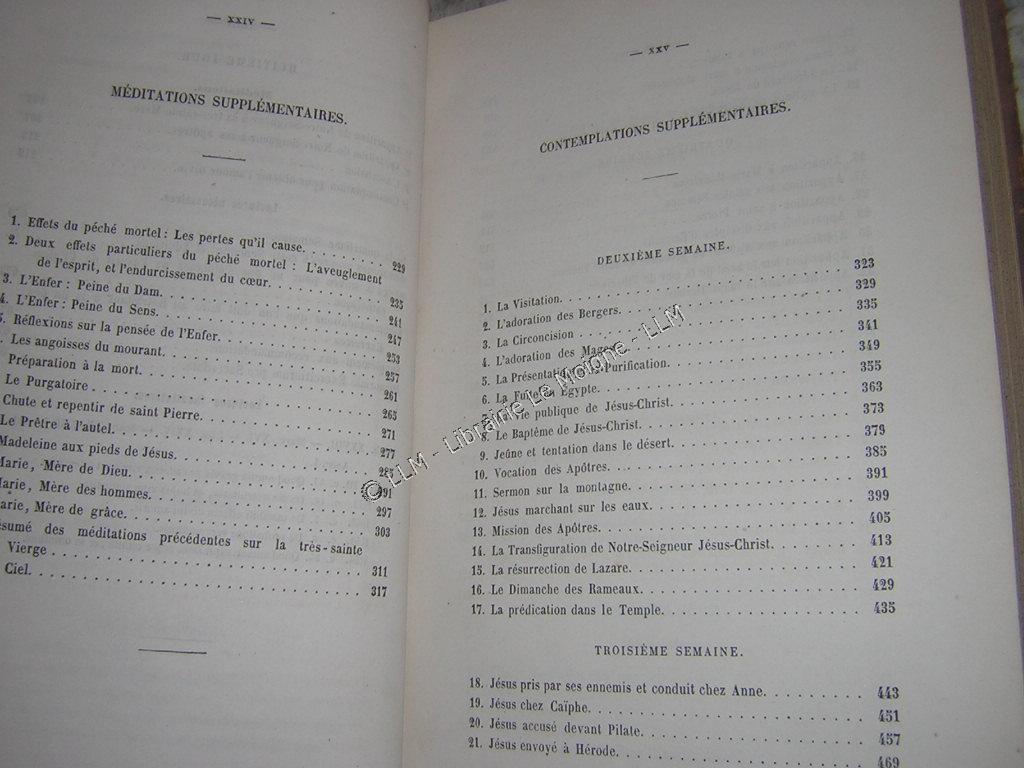 — XXIV —
MÉDITATIONS SUPPLÉMENTAIRES.
1. Effets du péché mortel : Les pertes qu'il cause. 229
2. Deux effets particuliers du péché mortel : L'aveuglement
de l'esprit, et l'endurcissement du cœur. 235
3. L'Enfer : Peine du Dam. 241
4. L'Enfer : Peine du Sens. 247
5. Réflexions sur la pensée de l'Enfer. 253
. Les angoisses du mourant. 257
Préparation à la mort. 261
Le Purgatoire 265
Chute et repentir de saint Pierre. 271
Le Prêtre à l'autel. 277
Madeleine aux pieds de Jésus. 285
Marie, Mère de Dieu. 291
Marie, Mère des hommes. 297
arie, Mère de grâce. 303
sumé des méditations précédentes sur la très-sainte
Vierge 311
Ciel. 317
— XXV —
CONTEMPLATIONS SUPPLÉMENTAIRES.
DEUXIÈME SEMAINE.
1. La Visitation. 323
2. L'adoration des Bergers. 329
3. La Circoncision 335
4. L'adoration des Mages. 341
5. La Présentation Purification. 349
6. La Fuite Égypte. 355
7. vie publique de Jésus-Christ. 363
8. Le Baptême de Jésus-Christ. 373
9. Jeûne et tentation dans le désert. 379
10. Vocation des Apôtres. 385
11. Sermon sur la montagne. 391
12. Jésus marchant sur les eaux. 399
13. Mission des Apôtres. 405
14. La Transfiguration de Notre-Seigneur Jésus-Christ. 413
15. La résurrection de Lazare. 421
16. Le Dimanche des Rameaux. 429
17. La prédication dans le Temple. 435
TROISIÈME SEMAINE.
18. Jésus pris par ses ennemis et conduit chez Anne. 443
19. Jésus chez Caïphe. 451
20. Jésus accusé devant Pilate. 457
21. Jésus envoyé à Hérode. 469
© LLM - Librairie Le Moigne - LLM